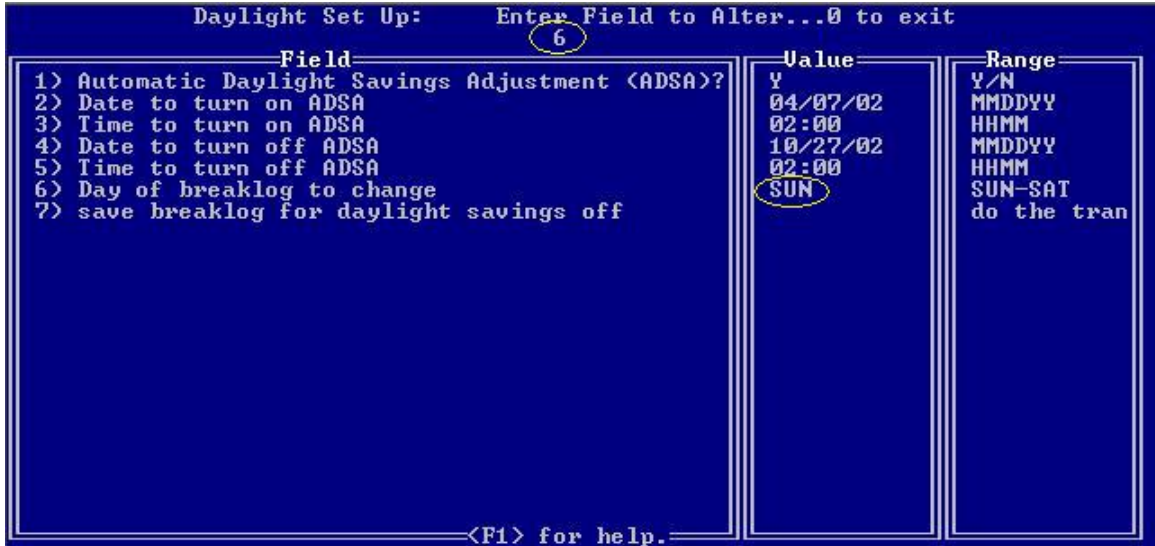 Daylight Set Up: Enter Field to Alter...0 to exit
6
Field Value Range
1) Automatic Daylight Savings Adjustment (ADSA)? Y Y/N
2) Date to turn on ADSA 04/07/02 MMDDYY
3) Time to turn on ADSA 02:00 HHMM
4) Date to turn off ADSA 10/27/02 MMDDYY
5) Time to turn off ADSA 02:00 HHMM
6) Day of breaklog to change SUN SUN-SAT
7) save breaklog for daylight savings off do the tran
<F1> for help.